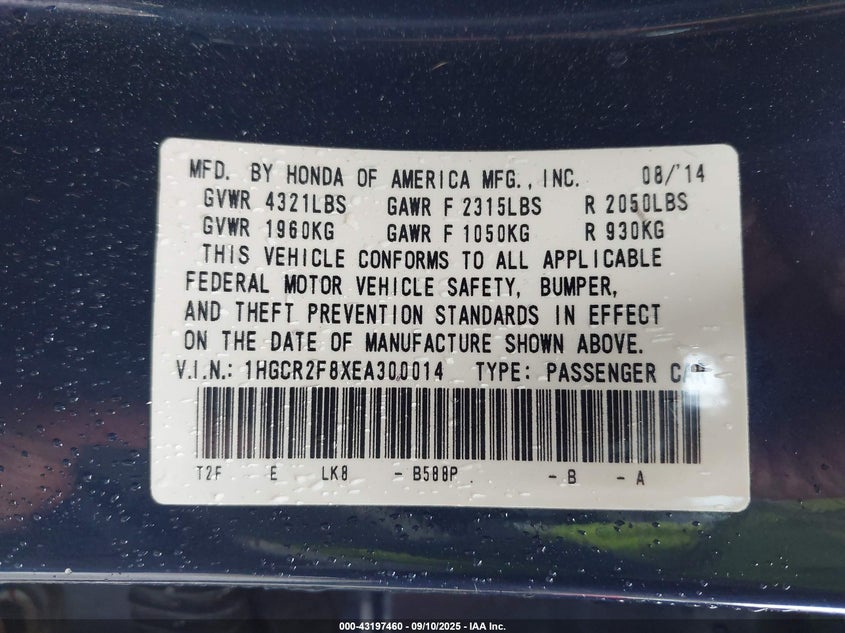 MFD. BY HONDA OF AMERICA MFG., INC. 08/'14
GVWR 4321LBS GAWR F 2315LBS R 2050LBS
GVWR 1960KG GAWR F 1050KG R 930KG
THIS VEHICLE CONFORMS TO ALL APPLICABLE
FEDERAL MOTOR VEHICLE SAFETY, BUMPER,
AND THEFT PREVENTION STANDARDS IN EFFECT
ON THE DATE OF MANUFACTURE SHOWN ABOVE.
V.I.N.: 1HGCR2F8XEA300014 TYPE: PASSENGER CAR
T2F E LK8 - B588P - B - A
000-43197460 - 09/10/2025 - IAA Inc.